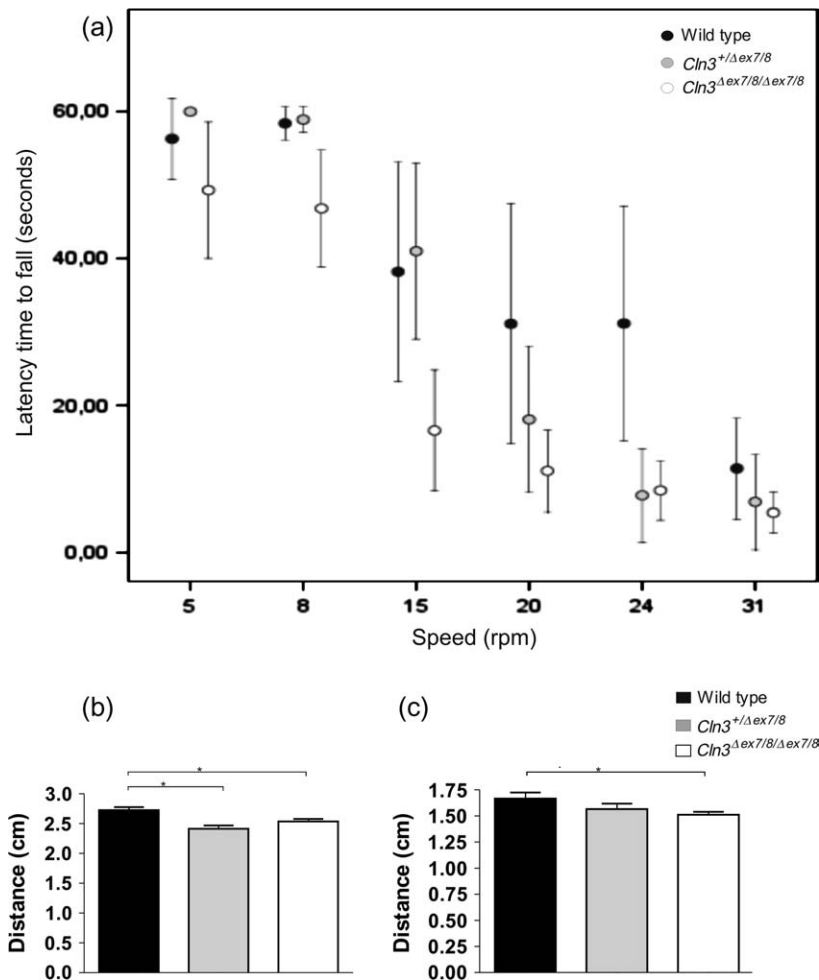 (a)
Wild type
Cln3+/Δex7/8
Cln3Δex7/8/Δex7/8
60,00
40,00
20,00
0,00
Latency time to fall (seconds)
5 8 15 20 24 31
Speed (rpm)
(b)
*
*
3.0
2.5
2.0
1.5
1.0
0.5
0.0
Distance (cm)
(c)
Wild type
Cln3+/Δex7/8
Cln3Δex7/8/Δex7/8
*
1.75
1.50
1.25
1.00
0.75
0.50
0.25
0.00
Distance (cm)